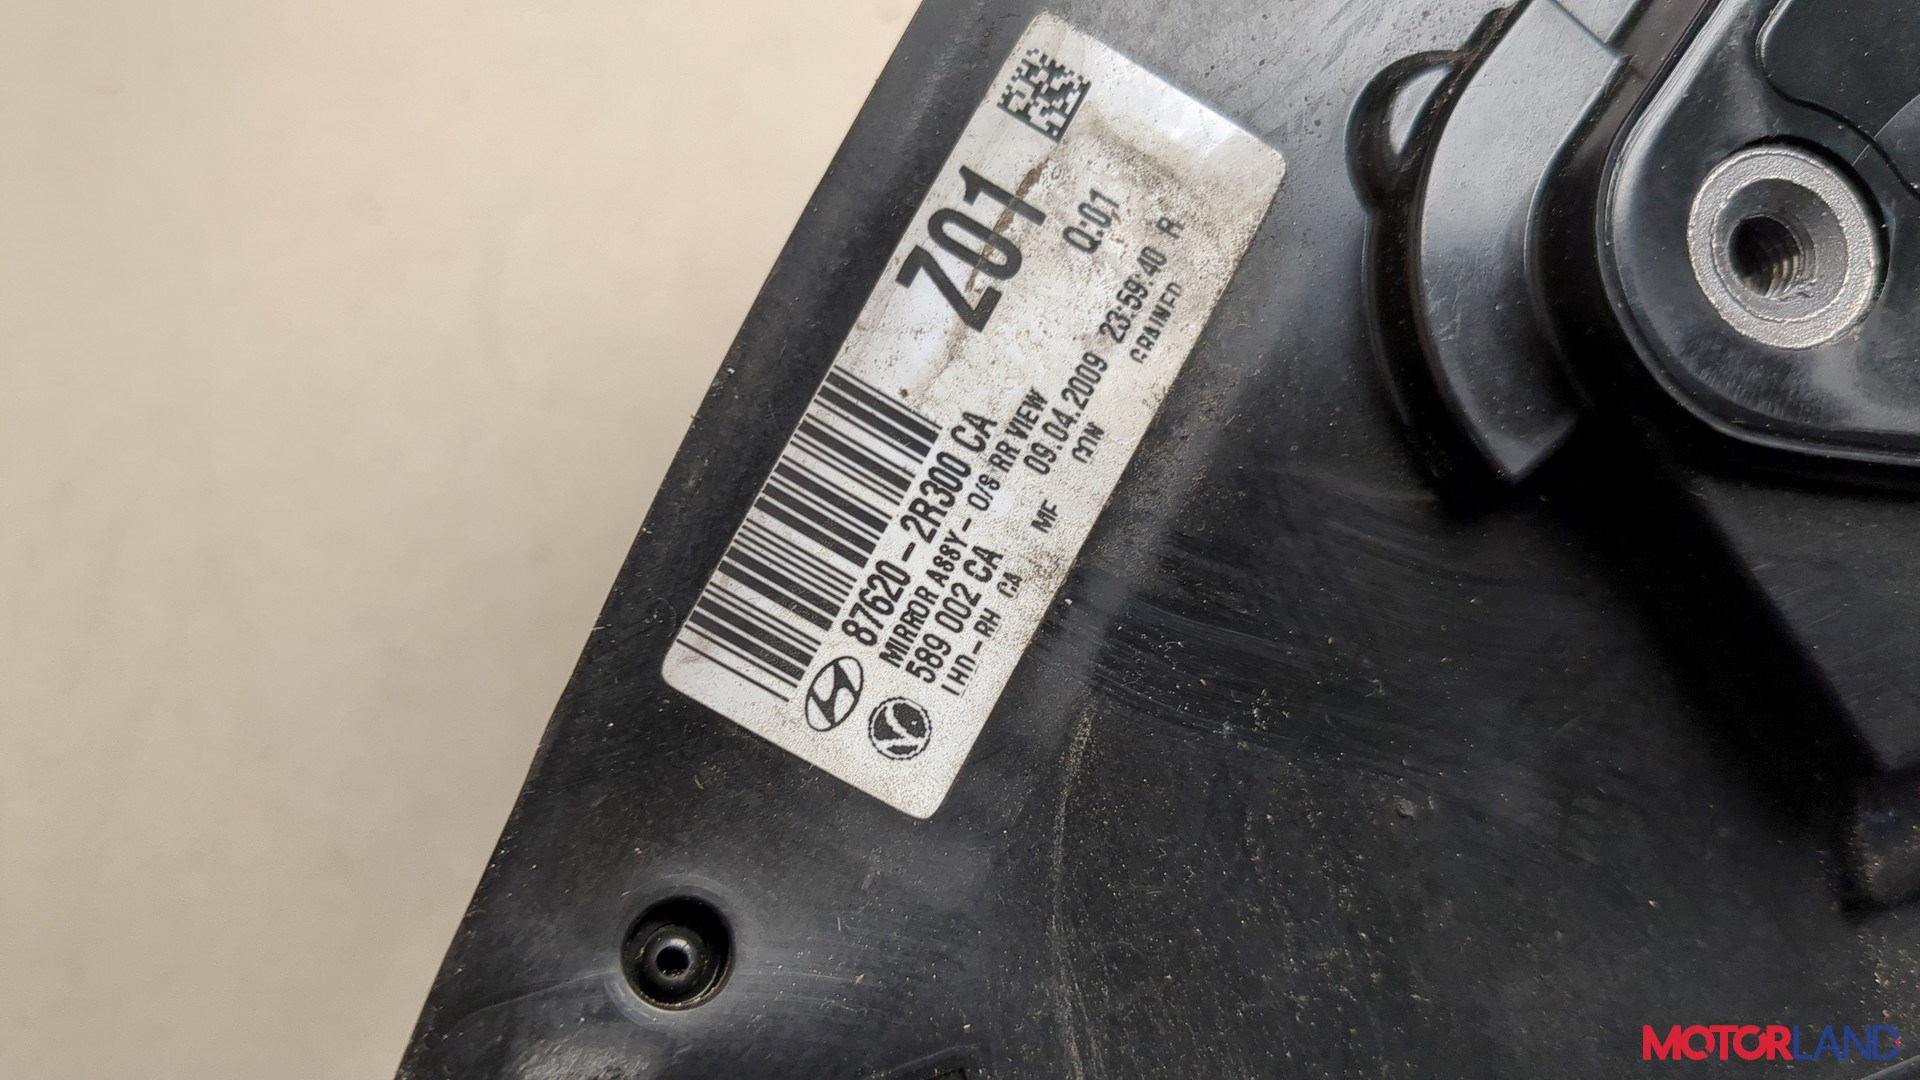 Z01
Q:01
87620-2R300 CA
MIRROR ASSY- O/S RR VIEW
589 002 CA 09.04.2009 23:59:40 R
LHD-RH CA MF CON GRAINED
MOTORLAND